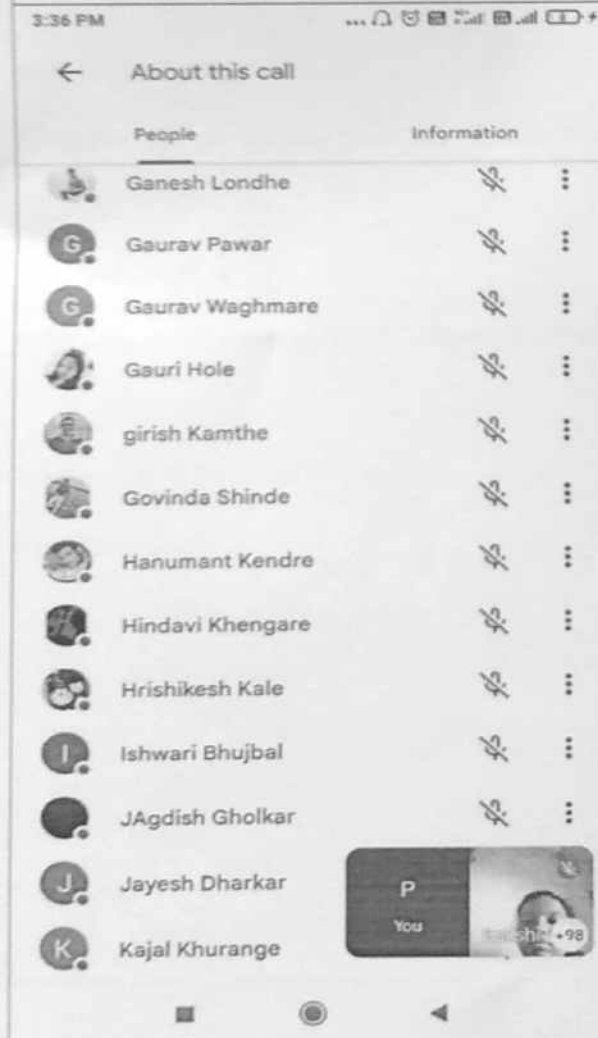 3:36 PM
About this call
People Information
Ganesh Londhe
G Gaurav Pawar
G Gaurav Waghmare
Gauri Hole
girish Kamthe
Govinda Shinde
Hanumant Kendre
Hindavi Khengare
Hrishikesh Kale
I Ishwari Bhujbal
JAgdish Gholkar
J Jayesh Dharkar
P
You
+98
K Kajal Khurange